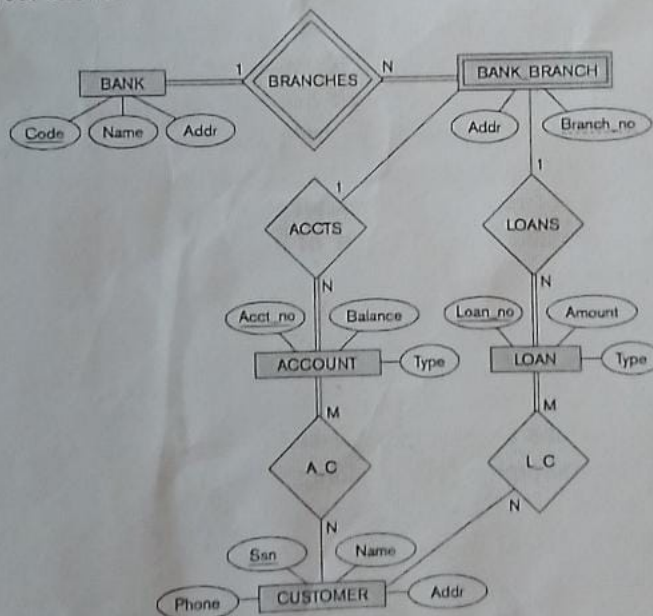 1
N
BANK
BRANCHES
BANK_BRANCH
Code
Name
Addr
Addr
Branch_no
1
1
ACCTS
LOANS
N
N
Acct_no
Balance
Loan_no
Amount
ACCOUNT
Type
LOAN
Type
M
M
A_C
L_C
N
N
Ssn
Name
Phone
CUSTOMER
Addr